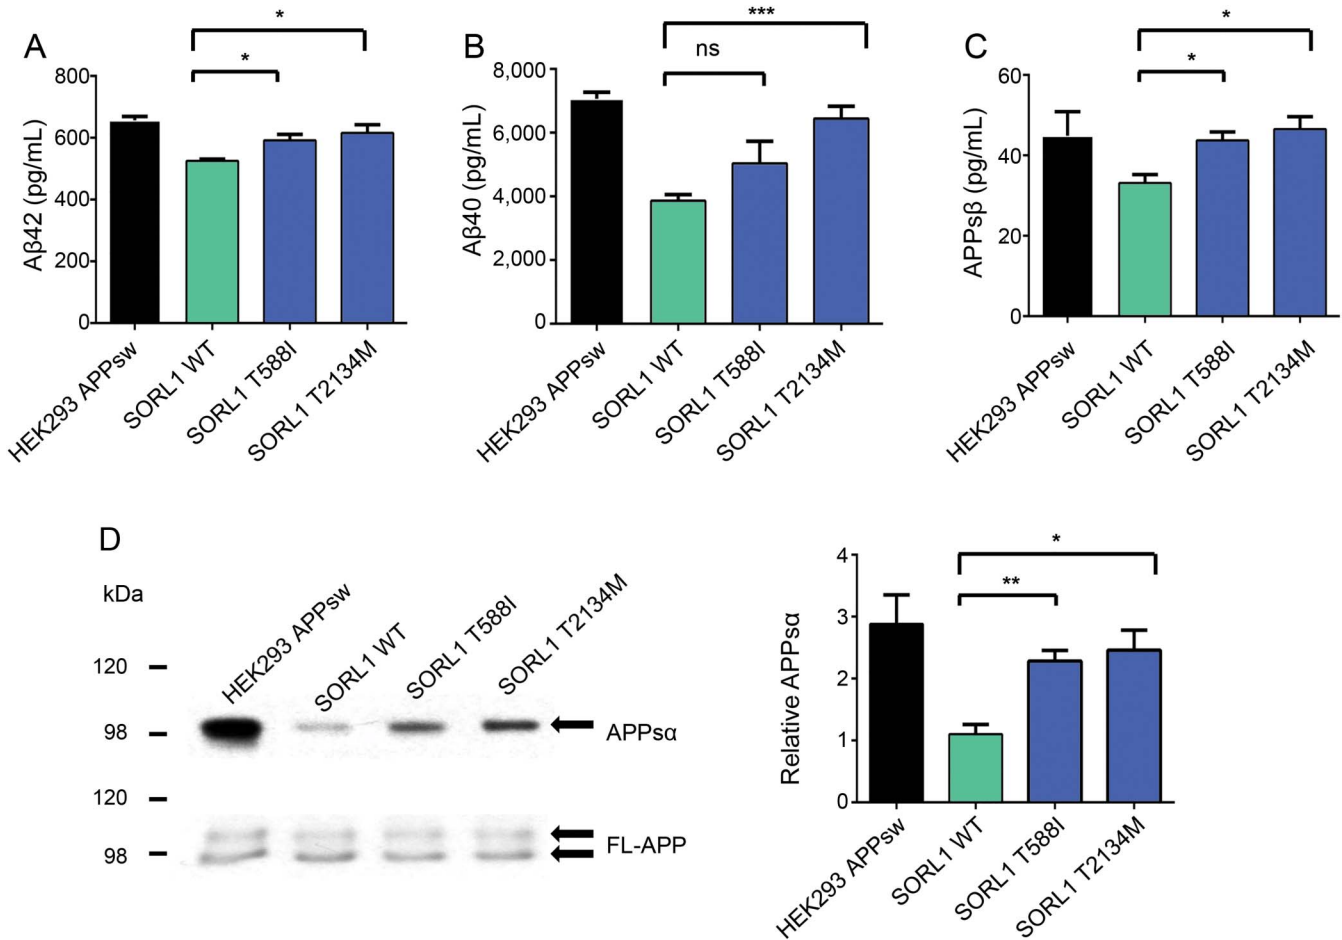 A
*
*
Aβ42 (pg/mL)
800
600
400
200
0
HEK293 APPsw
SORL1 WT
SORL1 T588I
SORL1 T2134M
B
***
ns
Aβ40 (pg/mL)
8,000
6,000
4,000
2,000
0
HEK293 APPsw
SORL1 WT
SORL1 T588I
SORL1 T2134M
C
*
*
APPsβ (pg/mL)
60
40
20
0
HEK293 APPsw
SORL1 WT
SORL1 T588I
SORL1 T2134M
D
kDa
HEK293 APPsw
SORL1 WT
SORL1 T588I
SORL1 T2134M
120
98
APPsα
120
98
FL-APP
*
**
Relative APPsα
4
3
2
1
0
HEK293 APPsw
SORL1 WT
SORL1 T588I
SORL1 T2134M